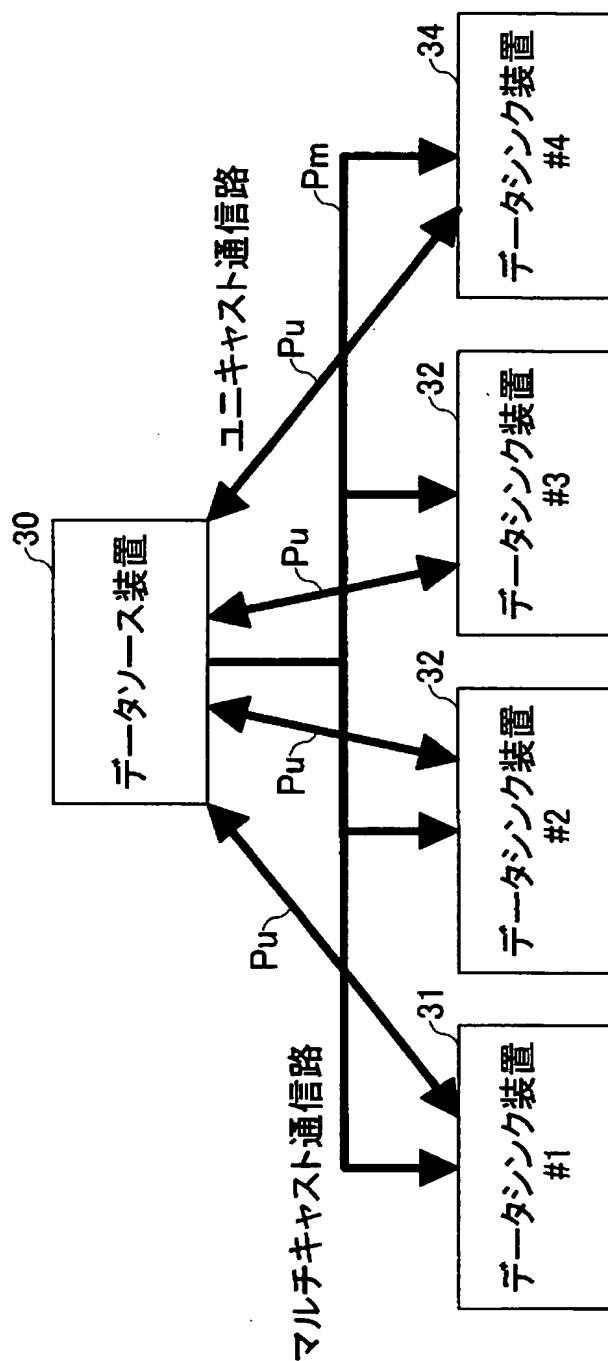 30
データソース装置
ユニキャスト通信路
マルチキャスト通信路
Pu
Pu
Pu
Pu
Pm
31
データシンク装置
#1
32
データシンク装置
#2
32
データシンク装置
#3
34
データシンク装置
#4